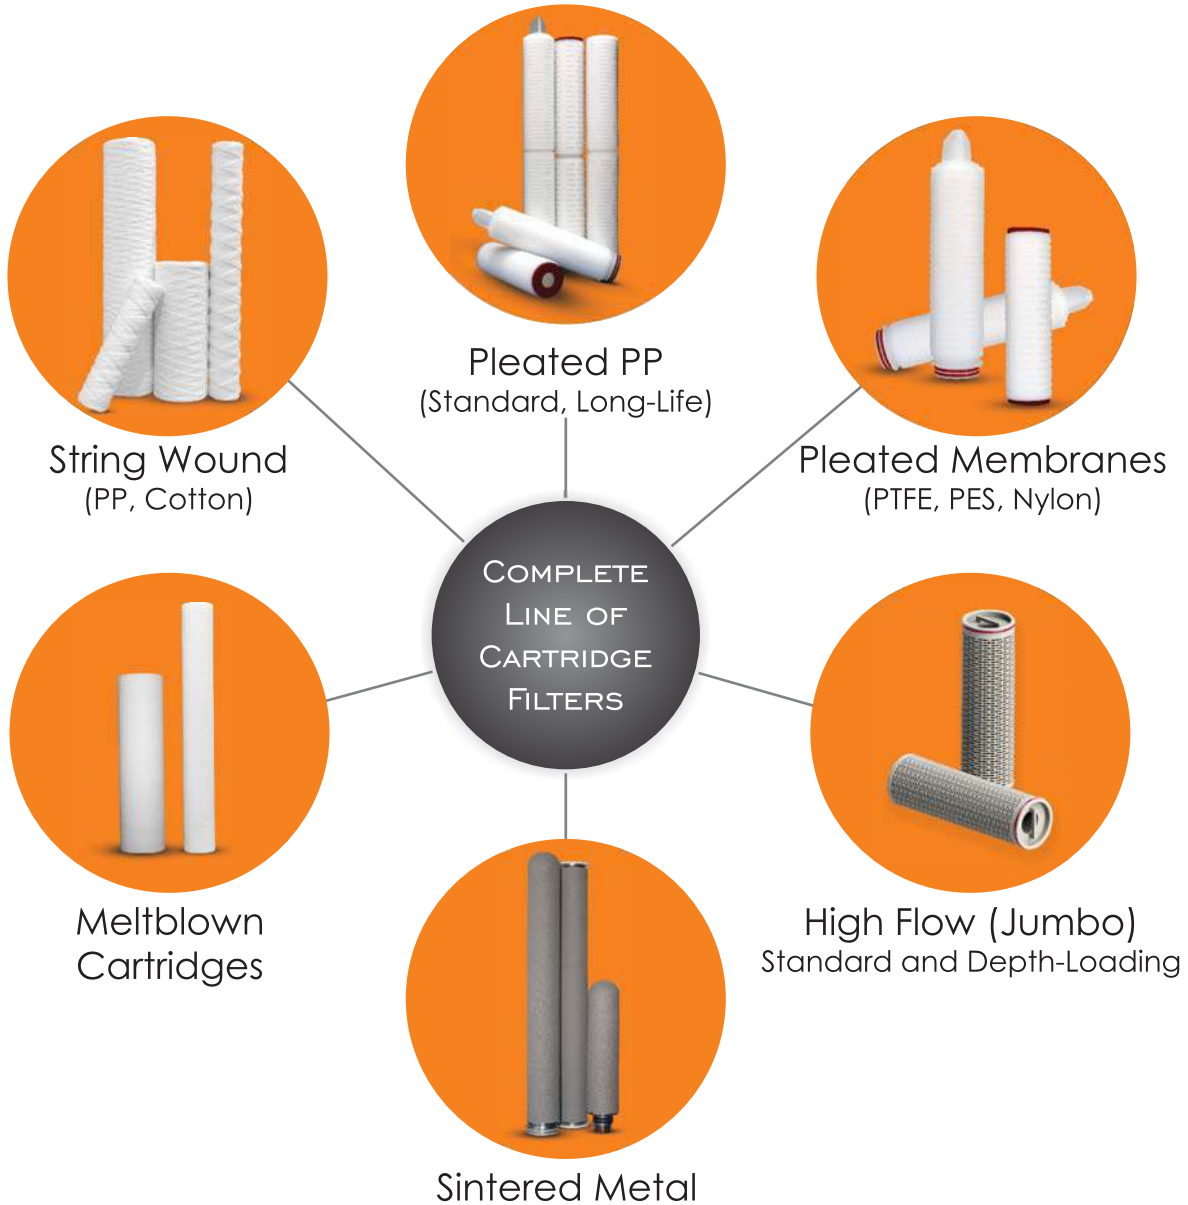 Pleated PP
(Standard, Long-Life)
String Wound
(PP, Cotton)
Pleated Membranes
(PTFE, PES, Nylon)
COMPLETE
LINE OF
CARTRIDGE
FILTERS
Meltblown
Cartridges
High Flow (Jumbo)
Standard and Depth-Loading
Sintered Metal